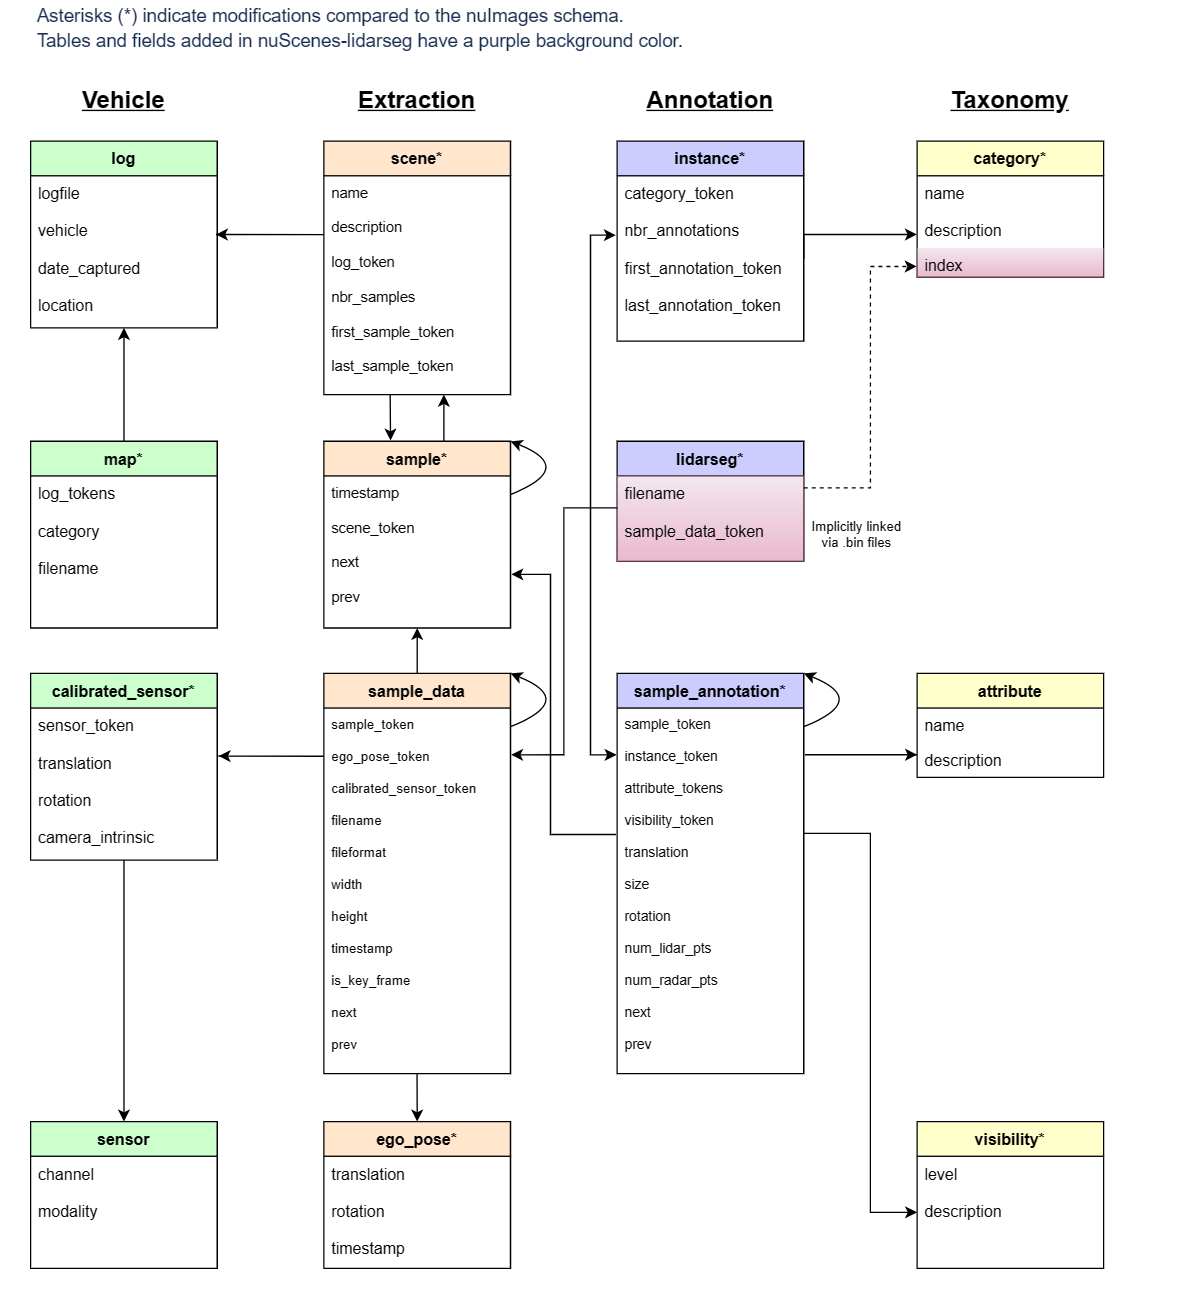 Asterisks (*) indicate modifications compared to the nuImages schema.
Tables and fields added in nuScenes-lidarseg have a purple background color.
Vehicle
Extraction
Annotation
Taxonomy
log
logfile
vehicle
date_captured
location
scene*
name
description
log_token
nbr_samples
first_sample_token
last_sample_token
instance*
category_token
nbr_annotations
first_annotation_token
last_annotation_token
category*
name
description
index
map*
log_tokens
category
filename
sample*
timestamp
scene_token
next
prev
lidarseg*
filename
sample_data_token
Implicitly linked
via .bin files
calibrated_sensor*
sensor_token
translation
rotation
camera_intrinsic
sample_data
sample_token
ego_pose_token
calibrated_sensor_token
filename
fileformat
width
height
timestamp
is_key_frame
next
prev
sample_annotation*
sample_token
instance_token
attribute_tokens
visibility_token
translation
size
rotation
num_lidar_pts
num_radar_pts
next
prev
attribute
name
description
sensor
channel
modality
ego_pose*
translation
rotation
timestamp
visibility*
level
description